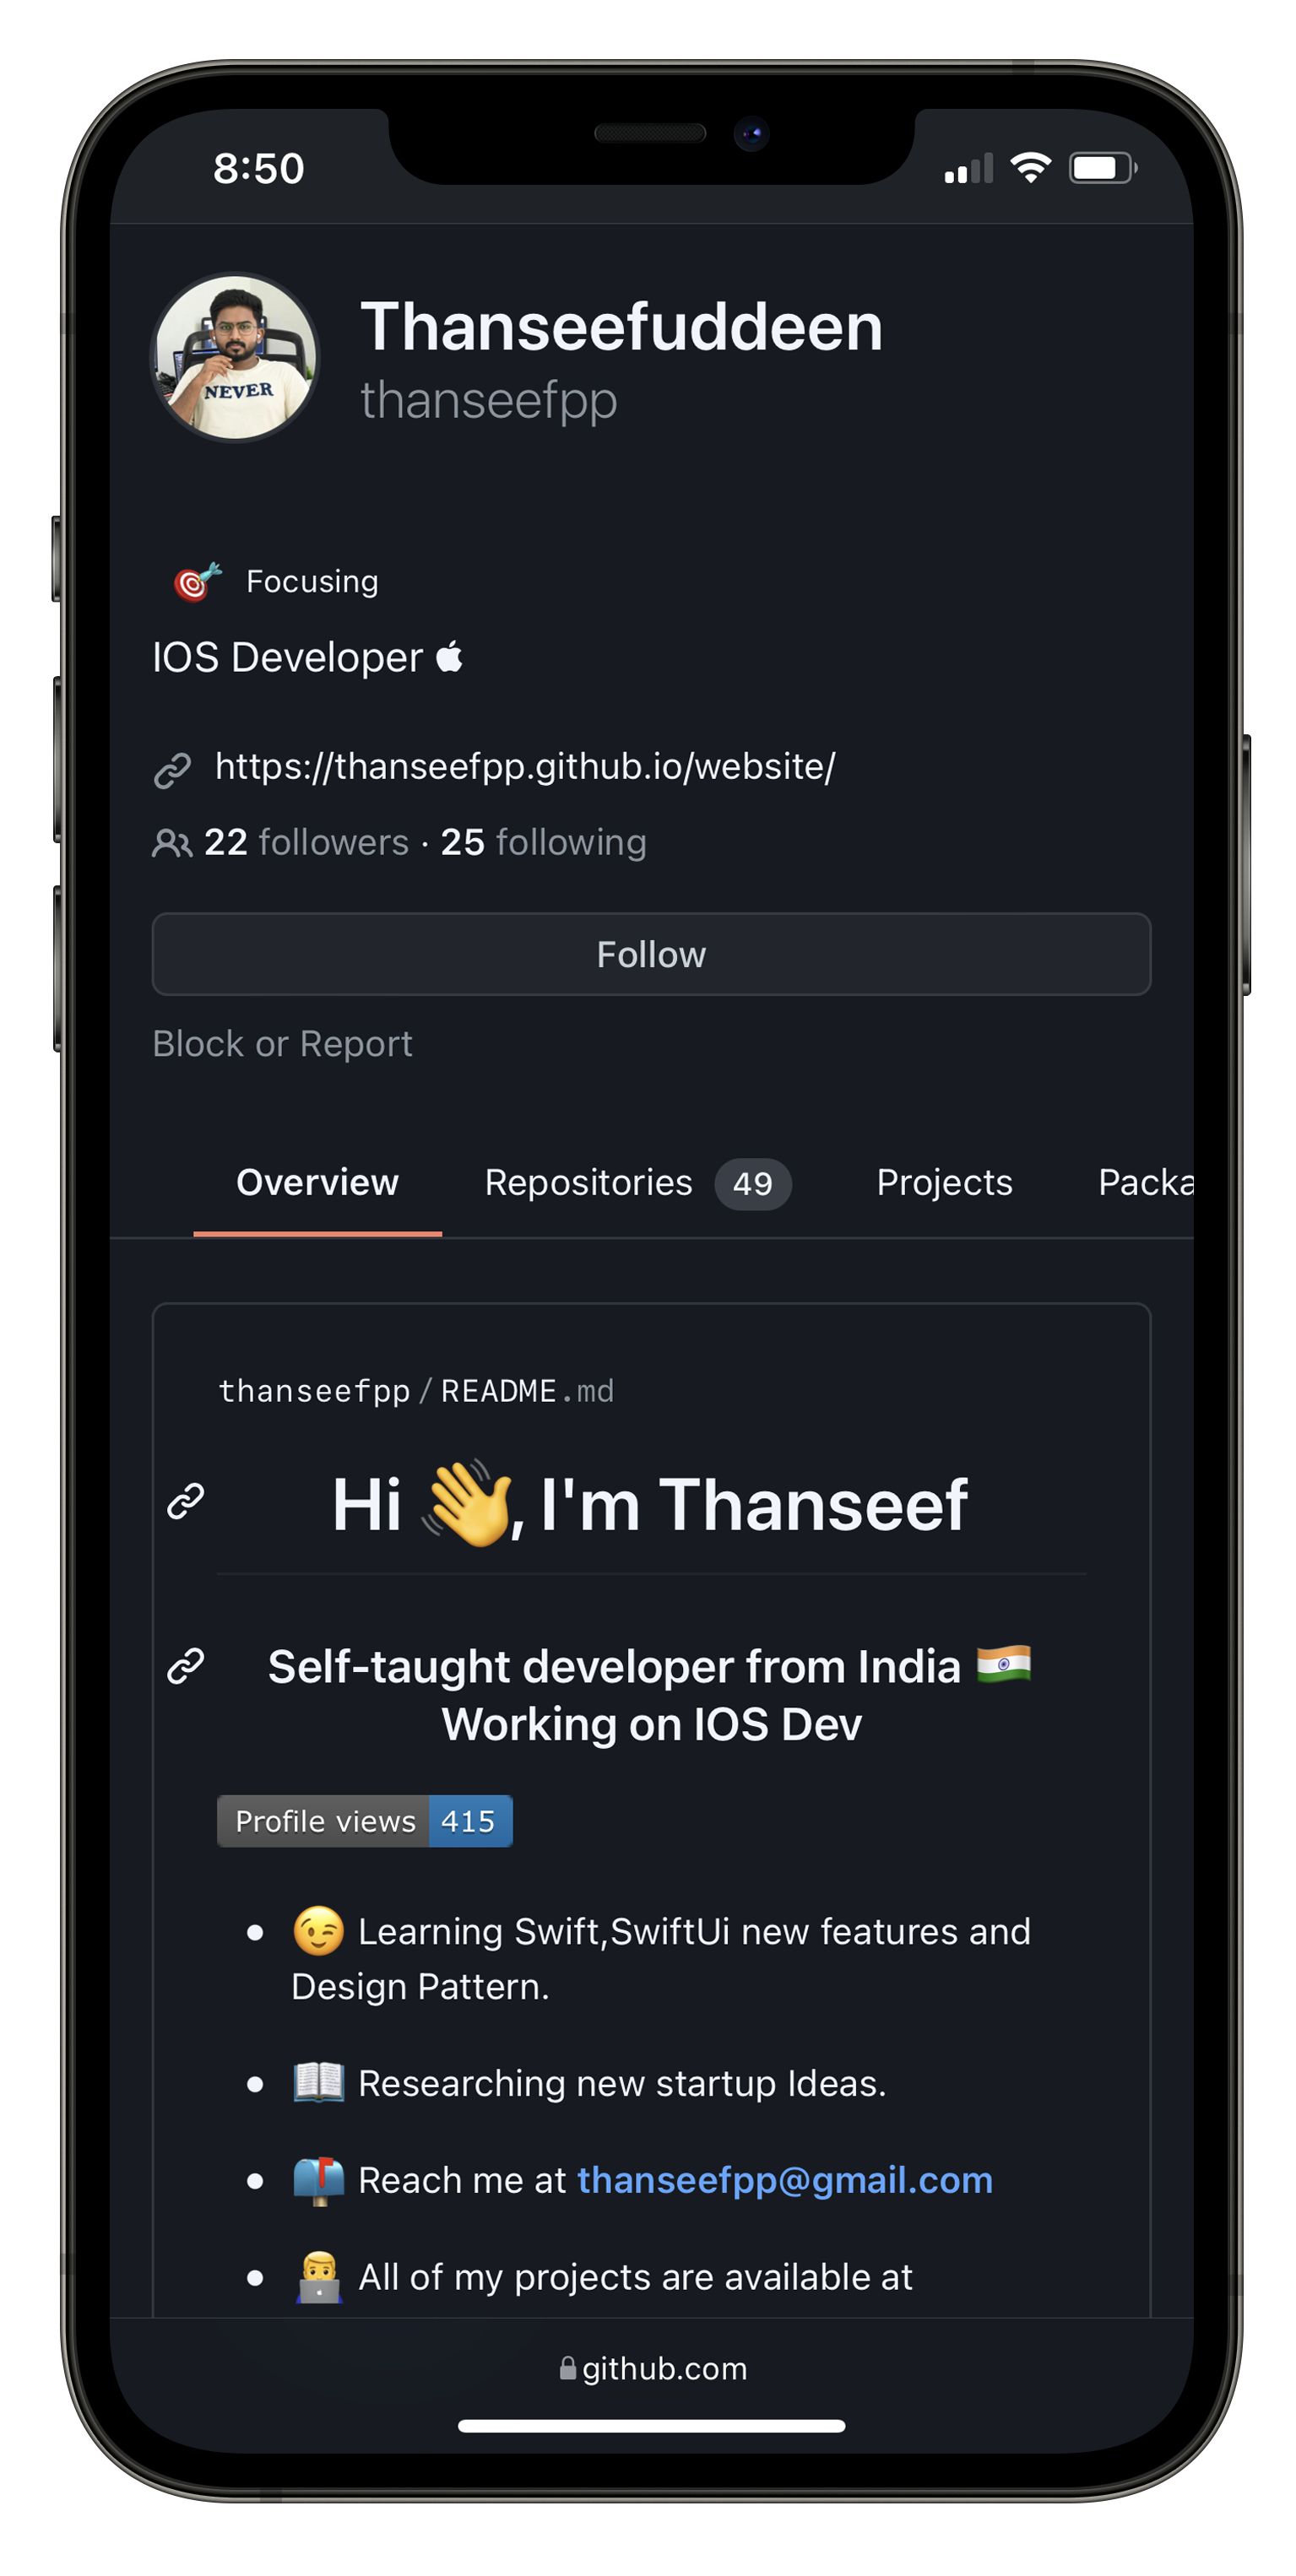 8:50
Thanseefuddeen
thanseefpp
NEVER
Focusing
IOS Developer 
https://thanseefpp.github.io/website/
22 followers · 25 following
Follow
Block or Report
Overview Repositories 49 Projects Packa
thanseefpp/README.md
Hi 👋, I'm Thanseef
Self-taught developer from India 🇮🇳
Working on IOS Dev
Profile views 415
• 😉 Learning Swift,SwiftUi new features and
Design Pattern.
• 📖 Researching new startup Ideas.
• 📫 Reach me at thanseefpp@gmail.com
• 👨‍💻 All of my projects are available at
github.com